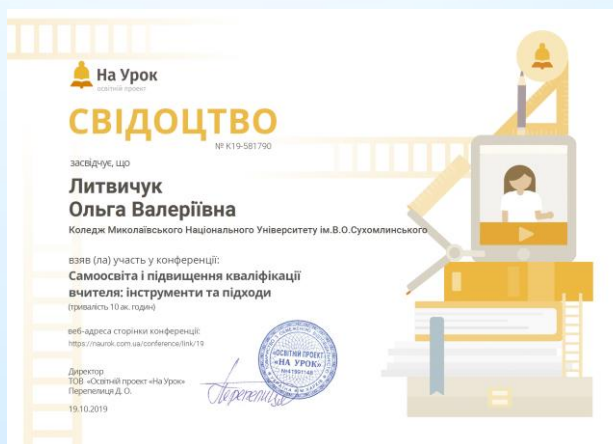 На Урок
освітній проект
СВІДОЦТВО
№ К19-581790
засвідчує, що
Литвичук
Ольга Валеріївна
Коледж Миколаївського Національного Університету ім.В.О.Сухомлинського
взяв (ла) участь у конференції:
Самоосвіта і підвищення кваліфікації
вчителя: інструменти та підходи
(тривалість 10 ак. годин)
веб-адреса сторінки конференції:
https://naurok.com.ua/conference/link/19
Директор
ТОВ «Освітній проект «На Урок»
Перепелиця Д. О.
19.10.2019
«ОСВІТНІЙ ПРОЕКТ
«НА УРОК»